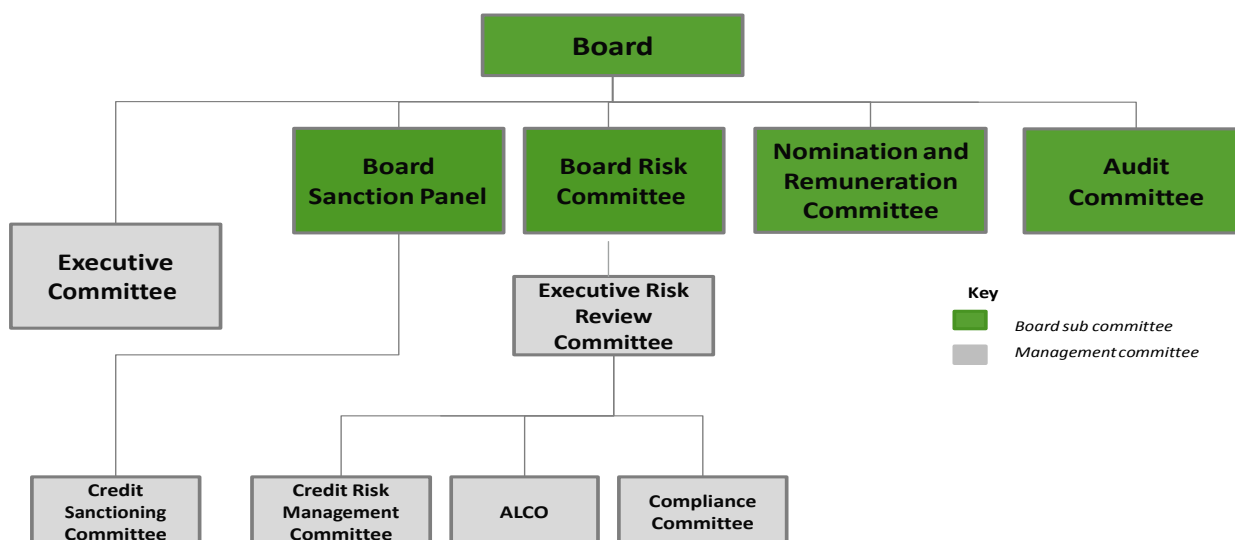 Board
Board
Sanction Panel
Board Risk
Committee
Nomination and
Remuneration
Committee
Audit
Committee
Executive
Committee
Executive Risk
Review
Committee
Key
Board sub committee
Management committee
Credit
Sanctioning
Committee
Credit Risk
Management
Committee
ALCO
Compliance
Committee